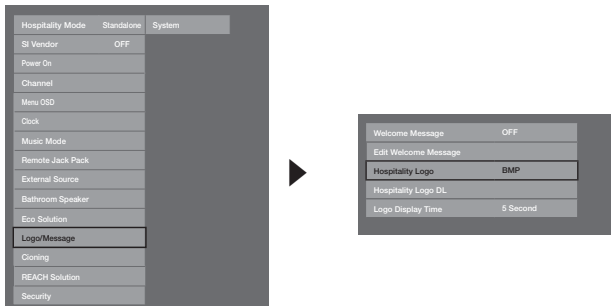 Hospitality Mode Standalone System
SI Vendor OFF
Power On
Channel
Menu OSD
Clock
Music Mode
Remote Jack Pack
External Source
Bathroom Speaker
Eco Solution
Logo/Message
Cloning
REACH Solution
Security
Welcome Message OFF
Edit Welcome Message
Hospitality Logo BMP
Hospitality Logo DL
Logo Display Time 5 Second